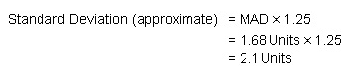 Standard Deviation (approximate) = MAD × 1.25
= 1.68 Units × 1.25
= 2.1 Units